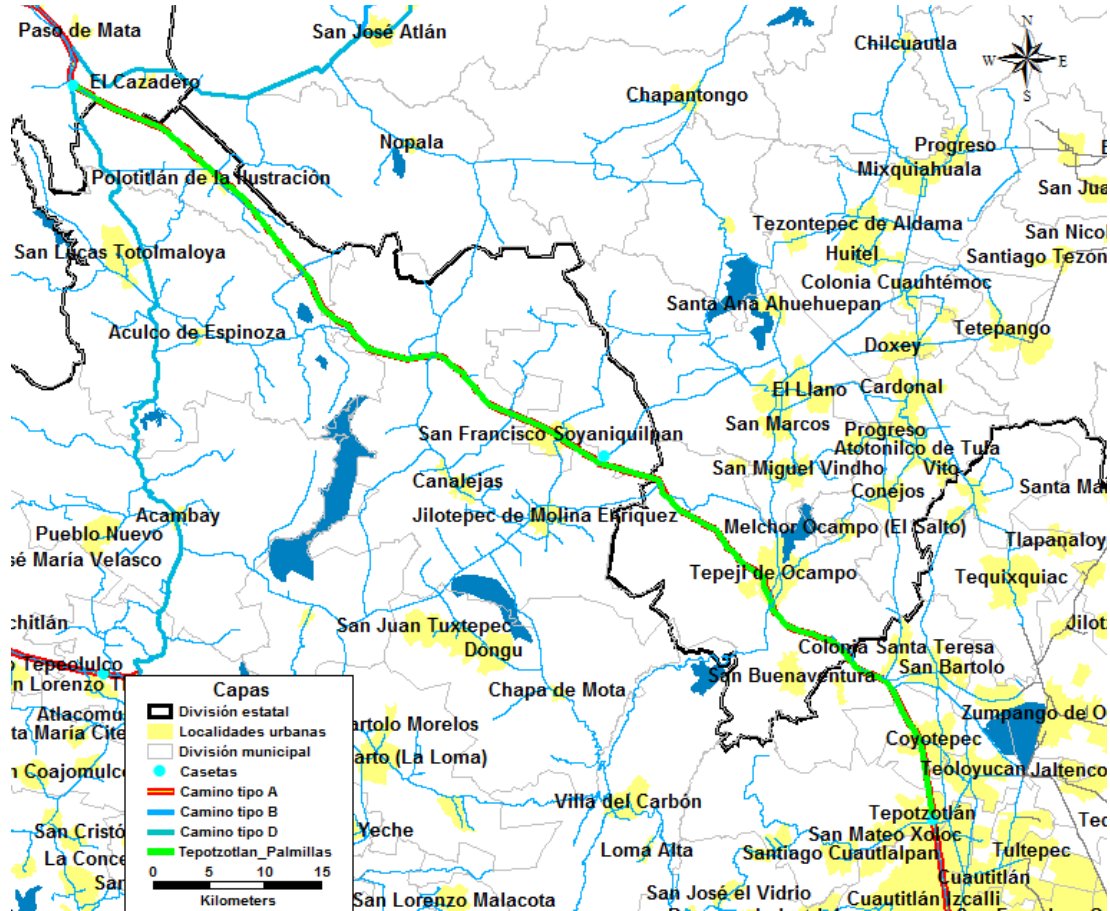 Paso de Mata
San José Atlán
Chilcuautla
N
W
E
S
El Cazadero
Chapantongo
Nopala
Progreso
Mixquiahuala
Polotitlán de la Ilustración
San Jua
Tezontepec de Aldama
San Nicol
San Lucas Totolmaloya
Huitel
Santiago Tezon
Colonia Cuauhtémoc
Santa Ana Ahuehuepan
Aculco de Espinoza
Tetepango
Doxey
El Llano
Cardonal
San Francisco Soyaniquilpan
San Marcos
Progreso
Atotonilco de Tula
San Miguel Vindho
Vito
Canalejas
Conejos
Santa Ma
Acambay
Jilotepec de Molina Enríquez
Melchor Ocampo (El Salto)
Pueblo Nuevo
Tlapanaloy
sé María Velasco
Tepeji de Ocampo
Tequixquiac
chitlán
San Juan Tuxtepec
Jilotz
Dongu
Colonia Santa Teresa
o Tepeolulco
San Bartolo
n Lorenzo T
San Buenaventura
Chapa de Mota
Capas
División estatal
Localidades urbanas
División municipal
Casetas
Camino tipo A
Camino tipo B
Camino tipo D
Tepotzotlan_Palmillas
0 5 10 15
Kilometers
Atlacomu
ta María Cite
artolo Morelos
Zumpango de O
Coyotepec
arto (La Loma)
n Coajomulco
Teoloyucan
Jaltenco
Villa del Carbón
Tepotzotlán
San Cristó
Yeche
San Mateo Xoloc
Tec
La Conce
Loma Alta
Santiago Cuautlalpan
Tultepec
San
Cuautitlán
San Lorenzo Malacota
San José el Vidrio
Cuautitlán Izcalli